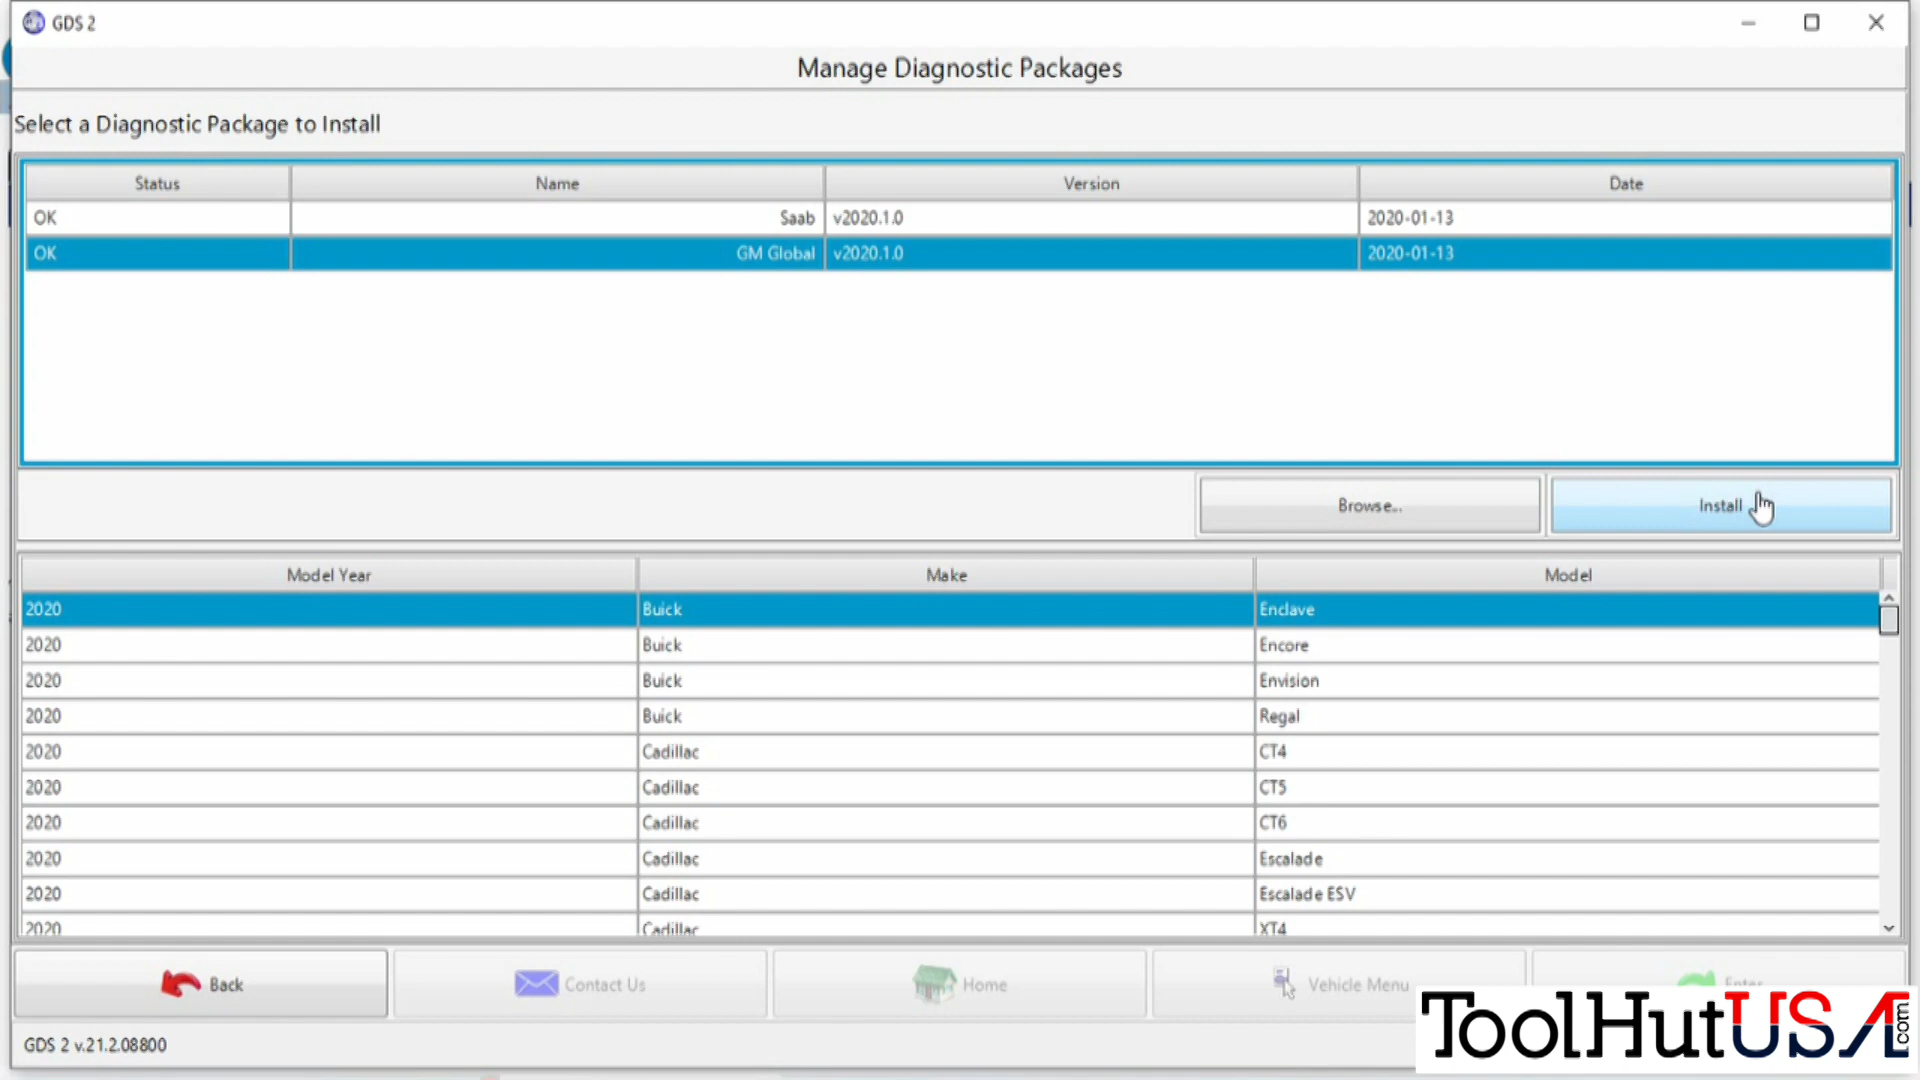 GDS 2
Manage Diagnostic Packages
Select a Diagnostic Package to Install
Status Name Version Date
OK Saab v2020.1.0 2020-01-13
OK GM Global v2020.1.0 2020-01-13
Browse... Install
Model Year Make Model
2020 Buick Enclave
2020 Buick Encore
2020 Buick Envision
2020 Buick Regal
2020 Cadillac CT4
2020 Cadillac CT5
2020 Cadillac CT6
2020 Cadillac Escalade
2020 Cadillac Escalade ESV
2020 Cadillac XT4
Back Contact Us Home Vehicle Menu Enter
GDS 2 v.21.2.08800
ToolHutUSA.com